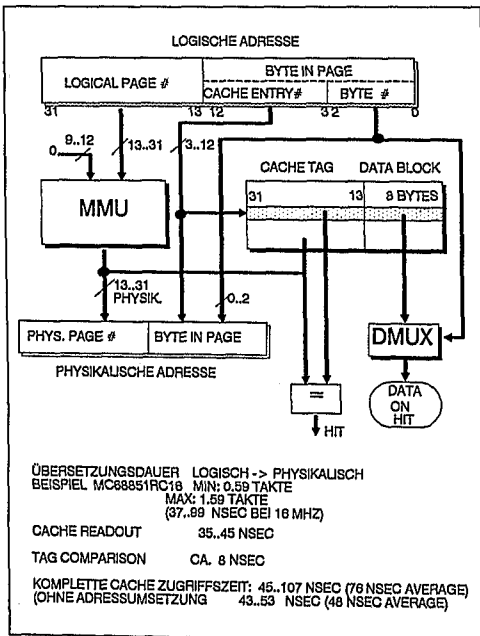 LOGISCHE ADRESSE
LOGICAL PAGE #
BYTE IN PAGE
CACHE ENTRY#
BYTE #
31
13
12
3
2
0
0
9..12
13..31
3..12
CACHE TAG
DATA BLOCK
MMU
31
13
8 BYTES
13..31
PHYSIK.
0..2
PHYS. PAGE #
BYTE IN PAGE
DMUX
PHYSIKALISCHE ADRESSE
=
HIT
DATA
ON
HIT
ÜBERSETZUNGSDAUER LOGISCH -> PHYSIKALISCH
BEISPIEL MC68851RC16 MIN: 0.59 TAKTE
MAX: 1.59 TAKTE
(37..99 NSEC BEI 16 MHZ)
CACHE READOUT 35..45 NSEC
TAG COMPARISON CA. 8 NSEC
KOMPLETTE CACHE ZUGRIFFSZEIT: 45..107 NSEC (76 NSEC AVERAGE)
(OHNE ADRESSUMSETZUNG 43..53 NSEC (48 NSEC AVERAGE)